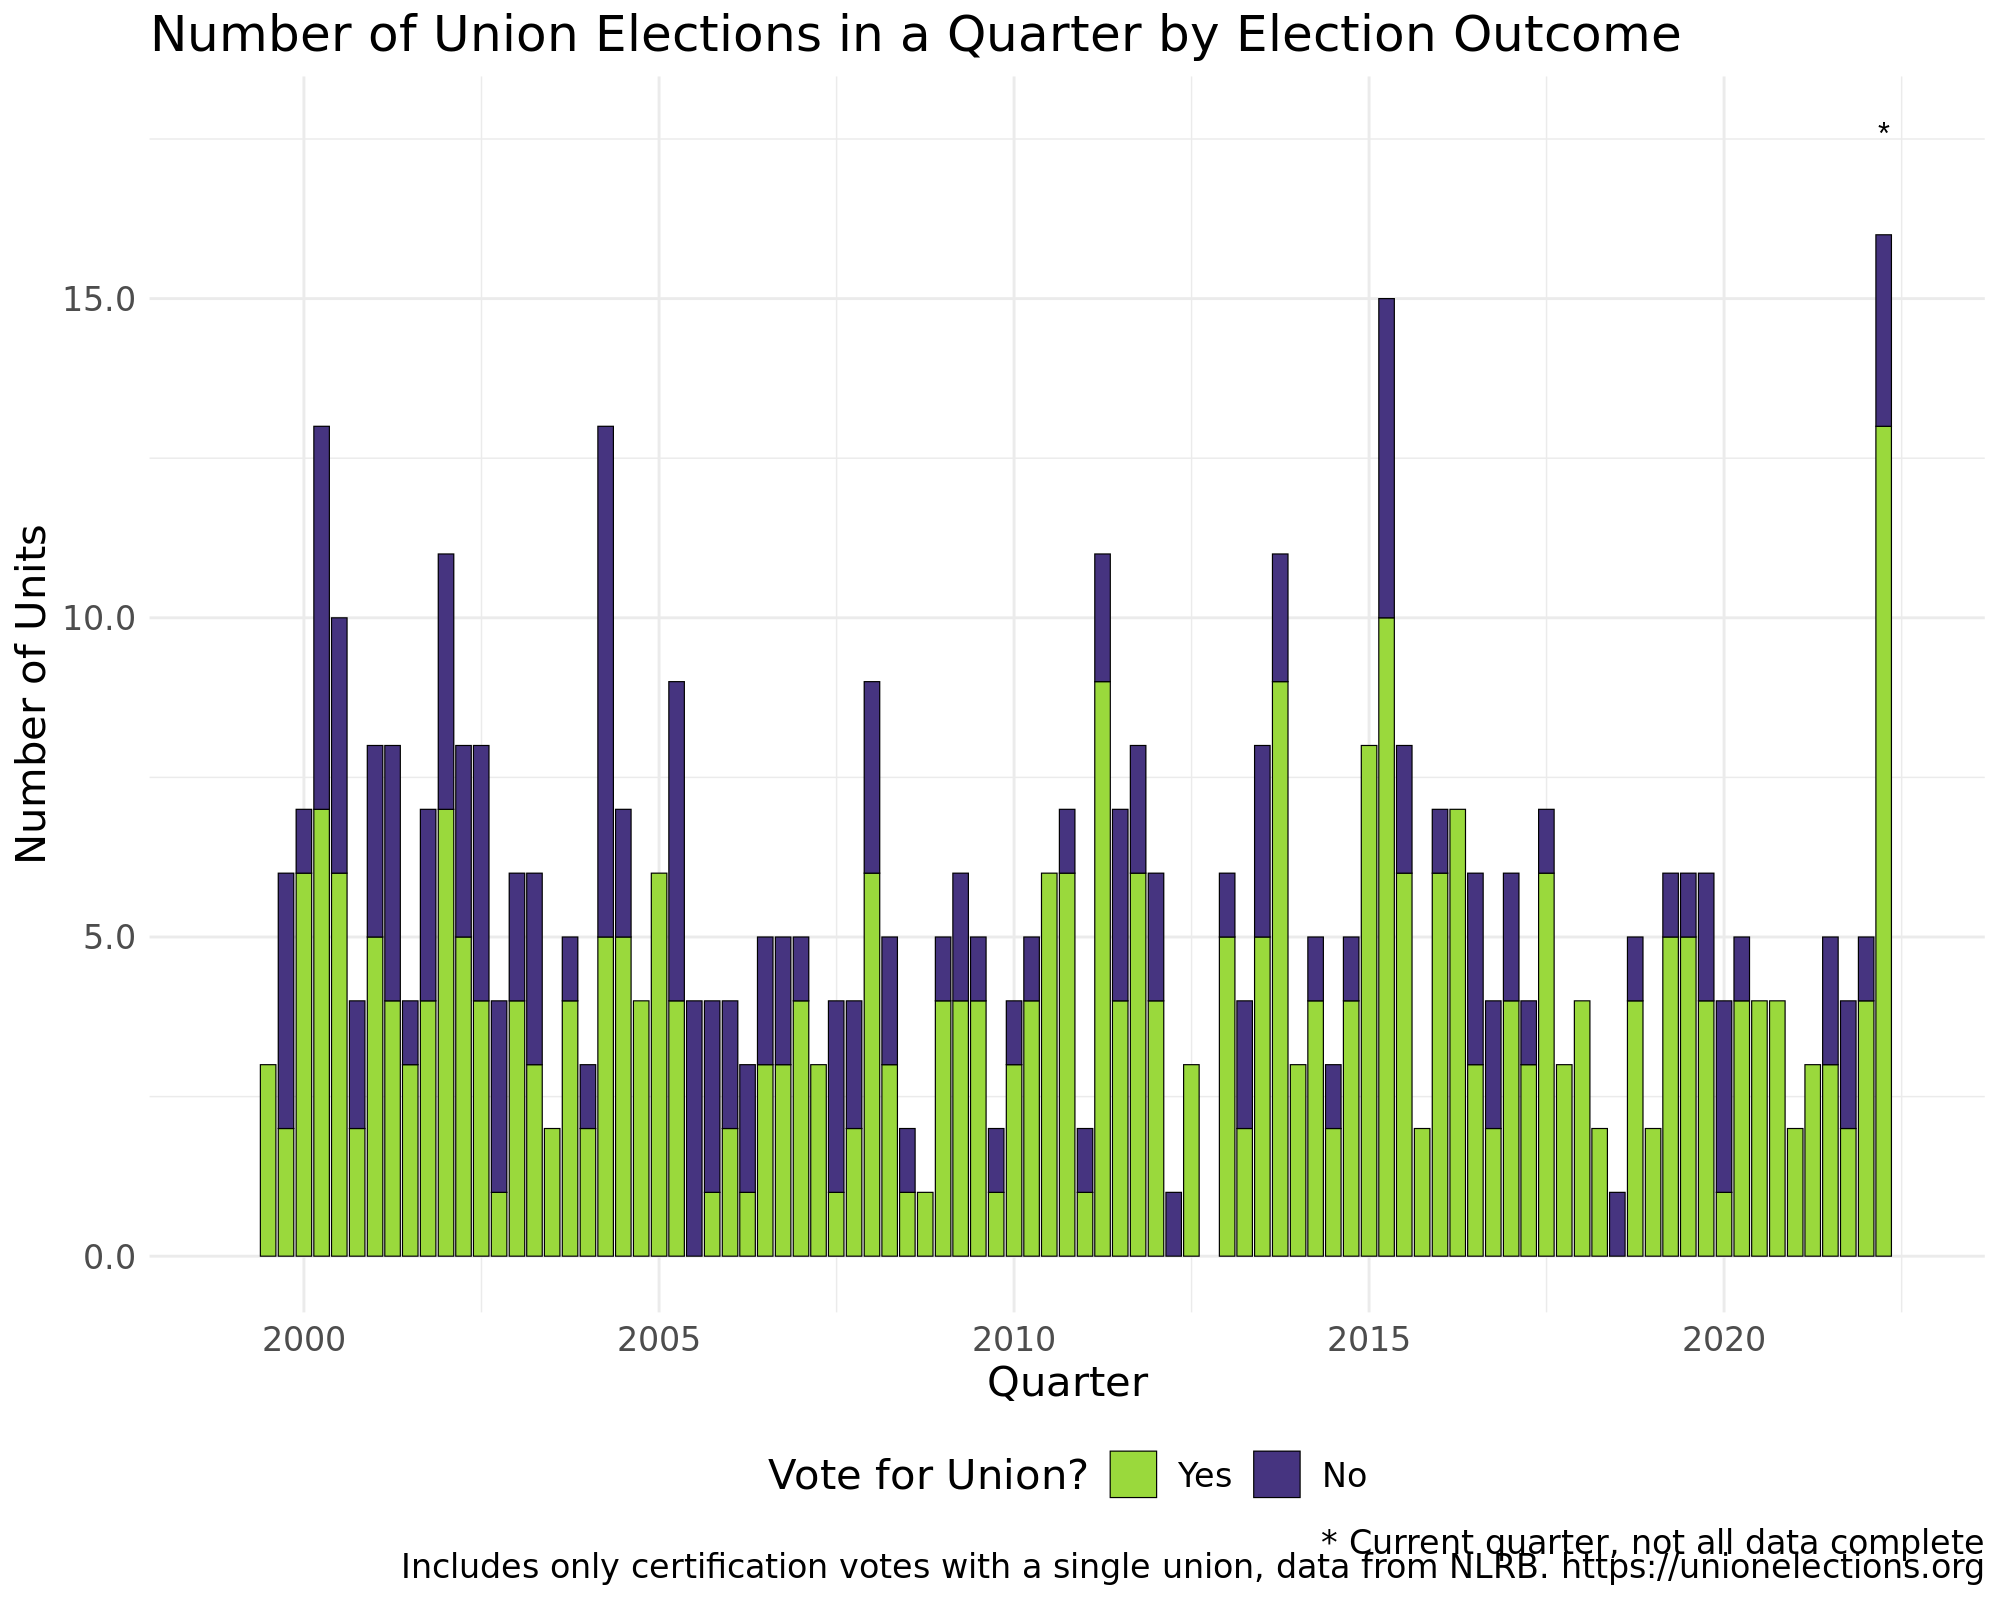 Number of Union Elections in a Quarter by Election Outcome
*
15.0
10.0
5.0
0.0
Number of Units
2000 2005 2010 2015 2020
Quarter
Vote for Union? Yes No
* Current quarter, not all data complete
Includes only certification votes with a single union, data from NLRB. https://unionelections.org